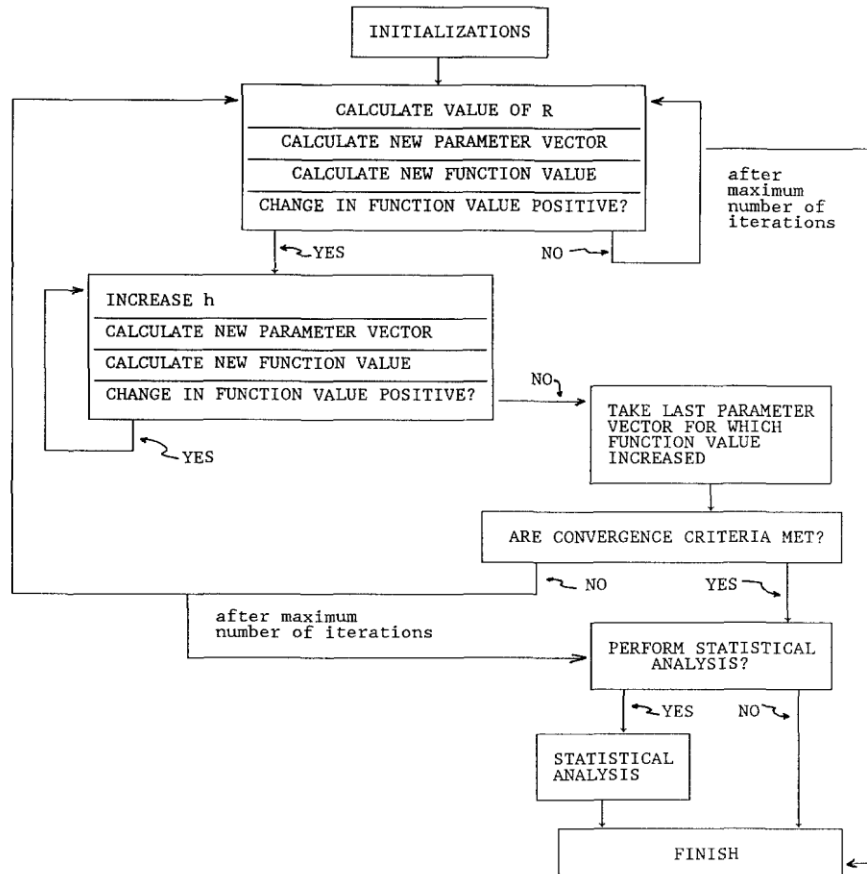 INITIALIZATIONS
CALCULATE VALUE OF R
CALCULATE NEW PARAMETER VECTOR
CALCULATE NEW FUNCTION VALUE
CHANGE IN FUNCTION VALUE POSITIVE?
after
maximum
number of
iterations
YES
NO
INCREASE h
CALCULATE NEW PARAMETER VECTOR
CALCULATE NEW FUNCTION VALUE
CHANGE IN FUNCTION VALUE POSITIVE?
YES
NO
TAKE LAST PARAMETER
VECTOR FOR WHICH
FUNCTION VALUE
INCREASED
ARE CONVERGENCE CRITERIA MET?
NO
YES
after maximum
number of iterations
PERFORM STATISTICAL
ANALYSIS?
YES
NO
STATISTICAL
ANALYSIS
FINISH